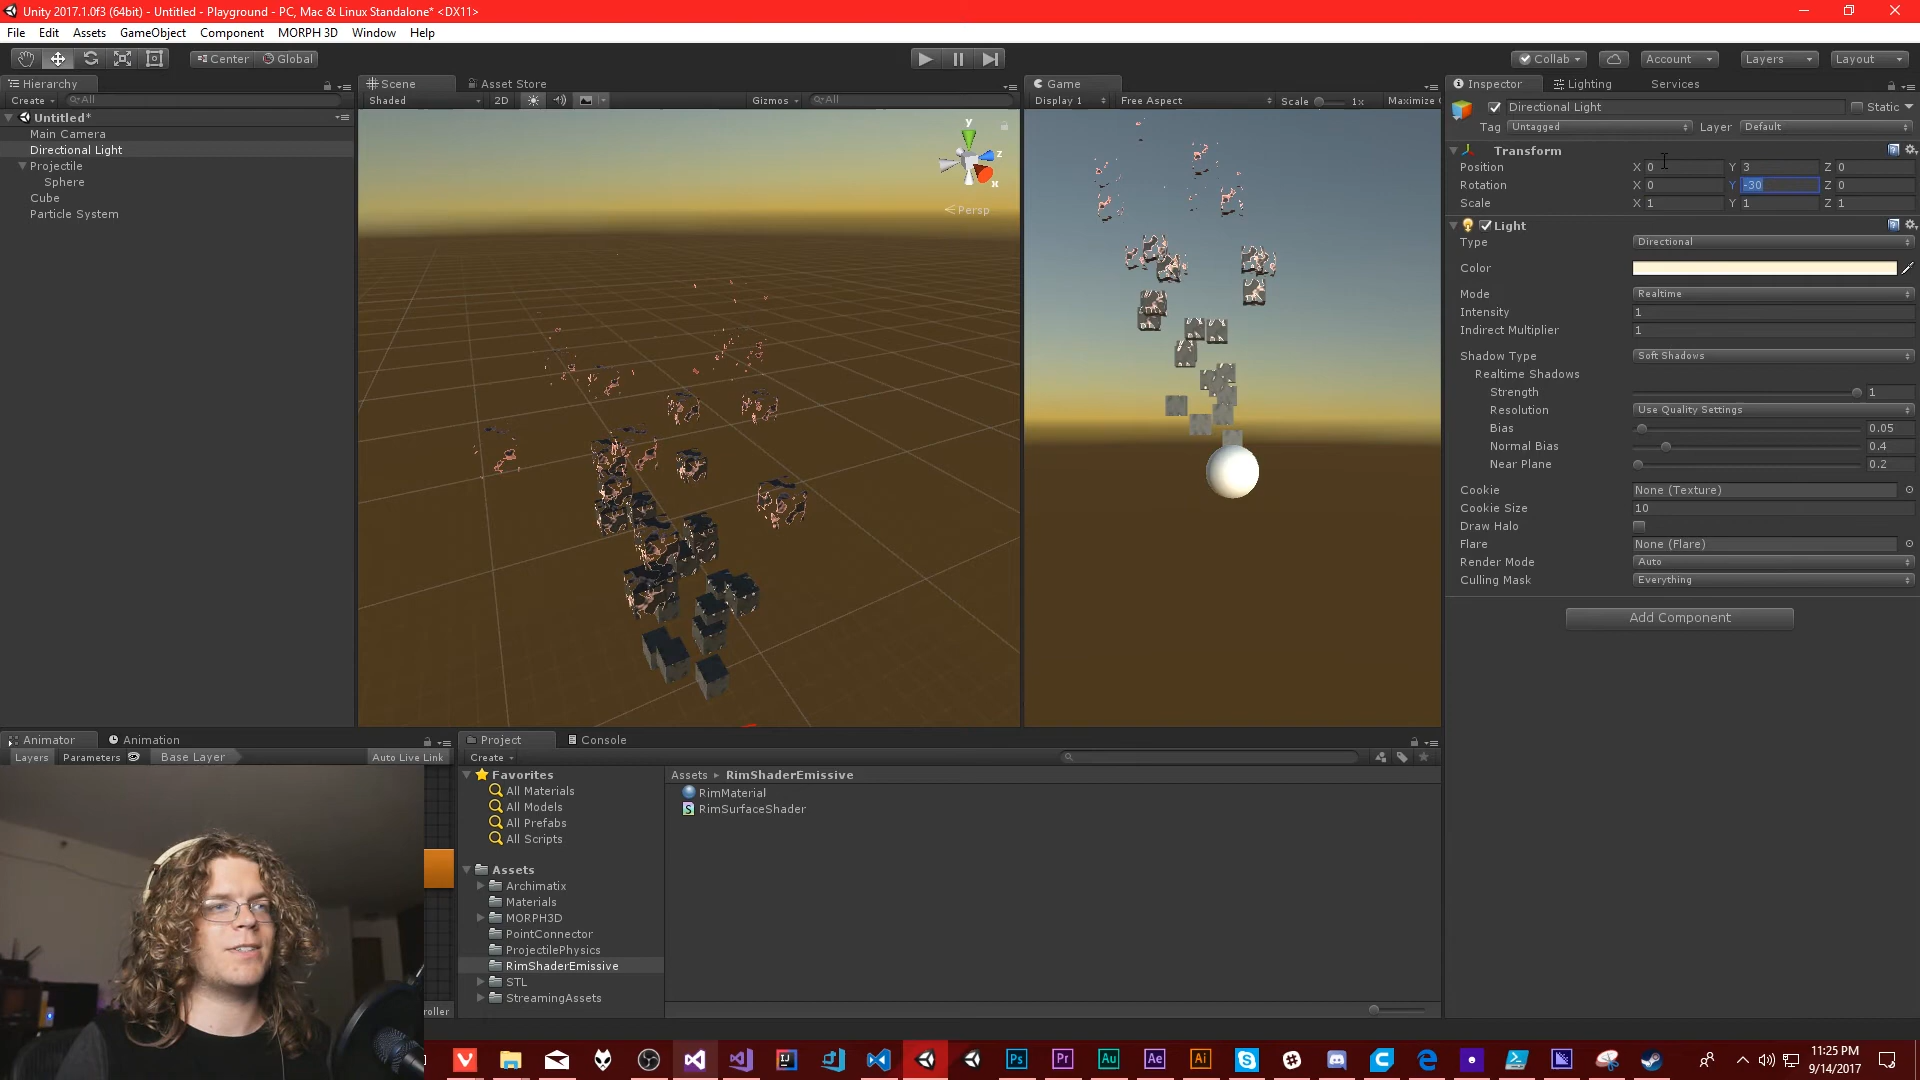 Unity 2017.1.0f3 (64bit) - Untitled - Playground - PC, Mac & Linux Standalone* <DX11>
File Edit Assets GameObject Component MORPH 3D Window Help
Center Global Collab Account Layers Layout
Hierarchy
Create All
Untitled*
Main Camera
Directional Light
Projectile
Sphere
Cube
Particle System
Scene Asset Store
Shaded 2D Gizmos All
y
z
x
Persp
Game
Display 1 Free Aspect Scale 1x Maximize
Inspector Lighting Services
Directional Light Static
Tag Untagged Layer Default
Transform
Position X 0 Y 3 Z 0
Rotation X 0 Y -30 Z 0
Scale X 1 Y 1 Z 1
Light
Type Directional
Color
Mode Realtime
Intensity 1
Indirect Multiplier 1
Shadow Type Soft Shadows
Realtime Shadows
Strength 1
Resolution Use Quality Settings
Bias 0.05
Normal Bias 0.4
Near Plane 0.2
Cookie None (Texture)
Cookie Size 10
Draw Halo
Flare None (Flare)
Render Mode Auto
Culling Mask Everything
Add Component
Animator Animation
Layers Parameters Base Layer Auto Live Link
oller
Project Console
Create
Favorites
All Materials
All Models
All Prefabs
All Scripts
Assets
Archimatix
Materials
MORPH3D
PointConnector
ProjectilePhysics
RimShaderEmissive
STL
StreamingAssets
Assets RimShaderEmissive
RimMaterial
RimSurfaceShader
Ps Pr Au Ae Ai
11:25 PM
9/14/2017